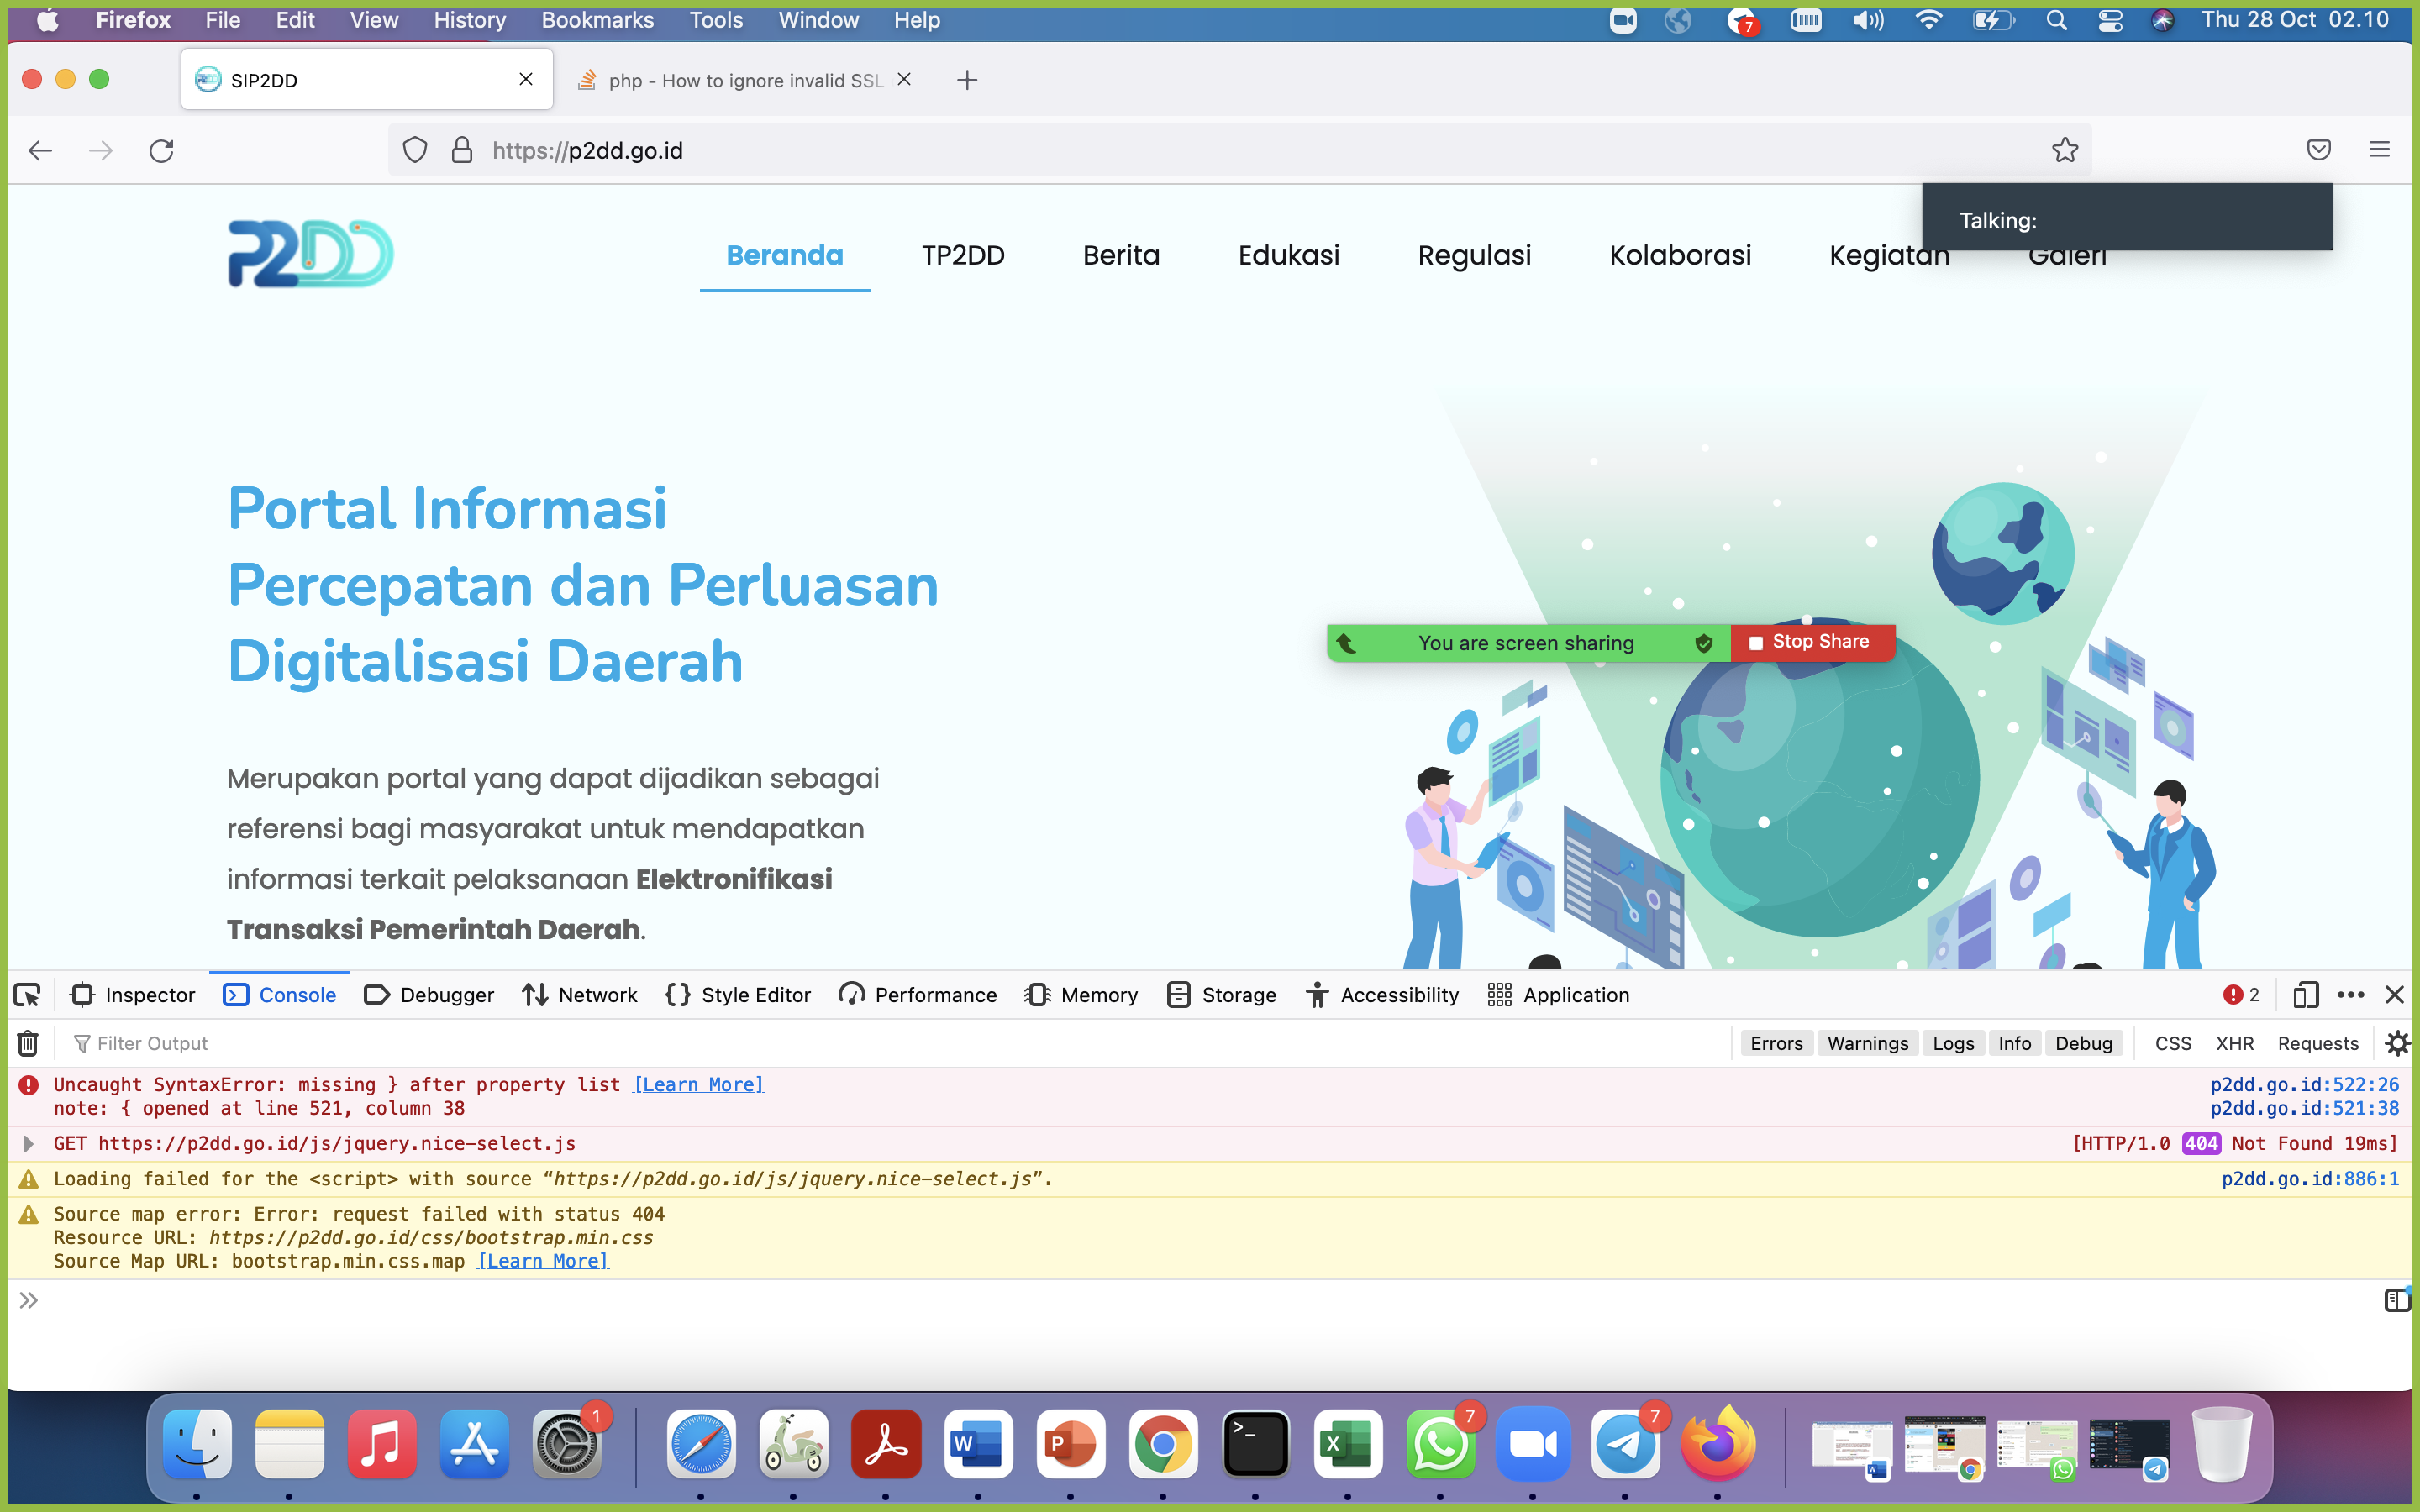 Firefox File Edit View History Bookmarks Tools Window Help
7
Thu 28 Oct 02.10
SIP2DD
php - How to ignore invalid SSL
https://p2dd.go.id
Talking:
P2DD
Beranda TP2DD Berita Edukasi Regulasi Kolaborasi Kegiatan Galeri
Portal Informasi
Percepatan dan Perluasan
Digitalisasi Daerah
You are screen sharing
Stop Share
Merupakan portal yang dapat dijadikan sebagai
referensi bagi masyarakat untuk mendapatkan
informasi terkait pelaksanaan Elektronifikasi
Transaksi Pemerintah Daerah.
Inspector Console Debugger Network Style Editor Performance Memory Storage Accessibility Application
2
Filter Output
Errors Warnings Logs Info Debug CSS XHR Requests
Uncaught SyntaxError: missing } after property list [Learn More] p2dd.go.id:522:26
note: { opened at line 521, column 38 p2dd.go.id:521:38
GET https://p2dd.go.id/js/jquery.nice-select.js [HTTP/1.0 404 Not Found 19ms]
Loading failed for the <script> with source “https://p2dd.go.id/js/jquery.nice-select.js”. p2dd.go.id:886:1
Source map error: Error: request failed with status 404
Resource URL: https://p2dd.go.id/css/bootstrap.min.css
Source Map URL: bootstrap.min.css.map [Learn More]
1
W
P
X
7
7